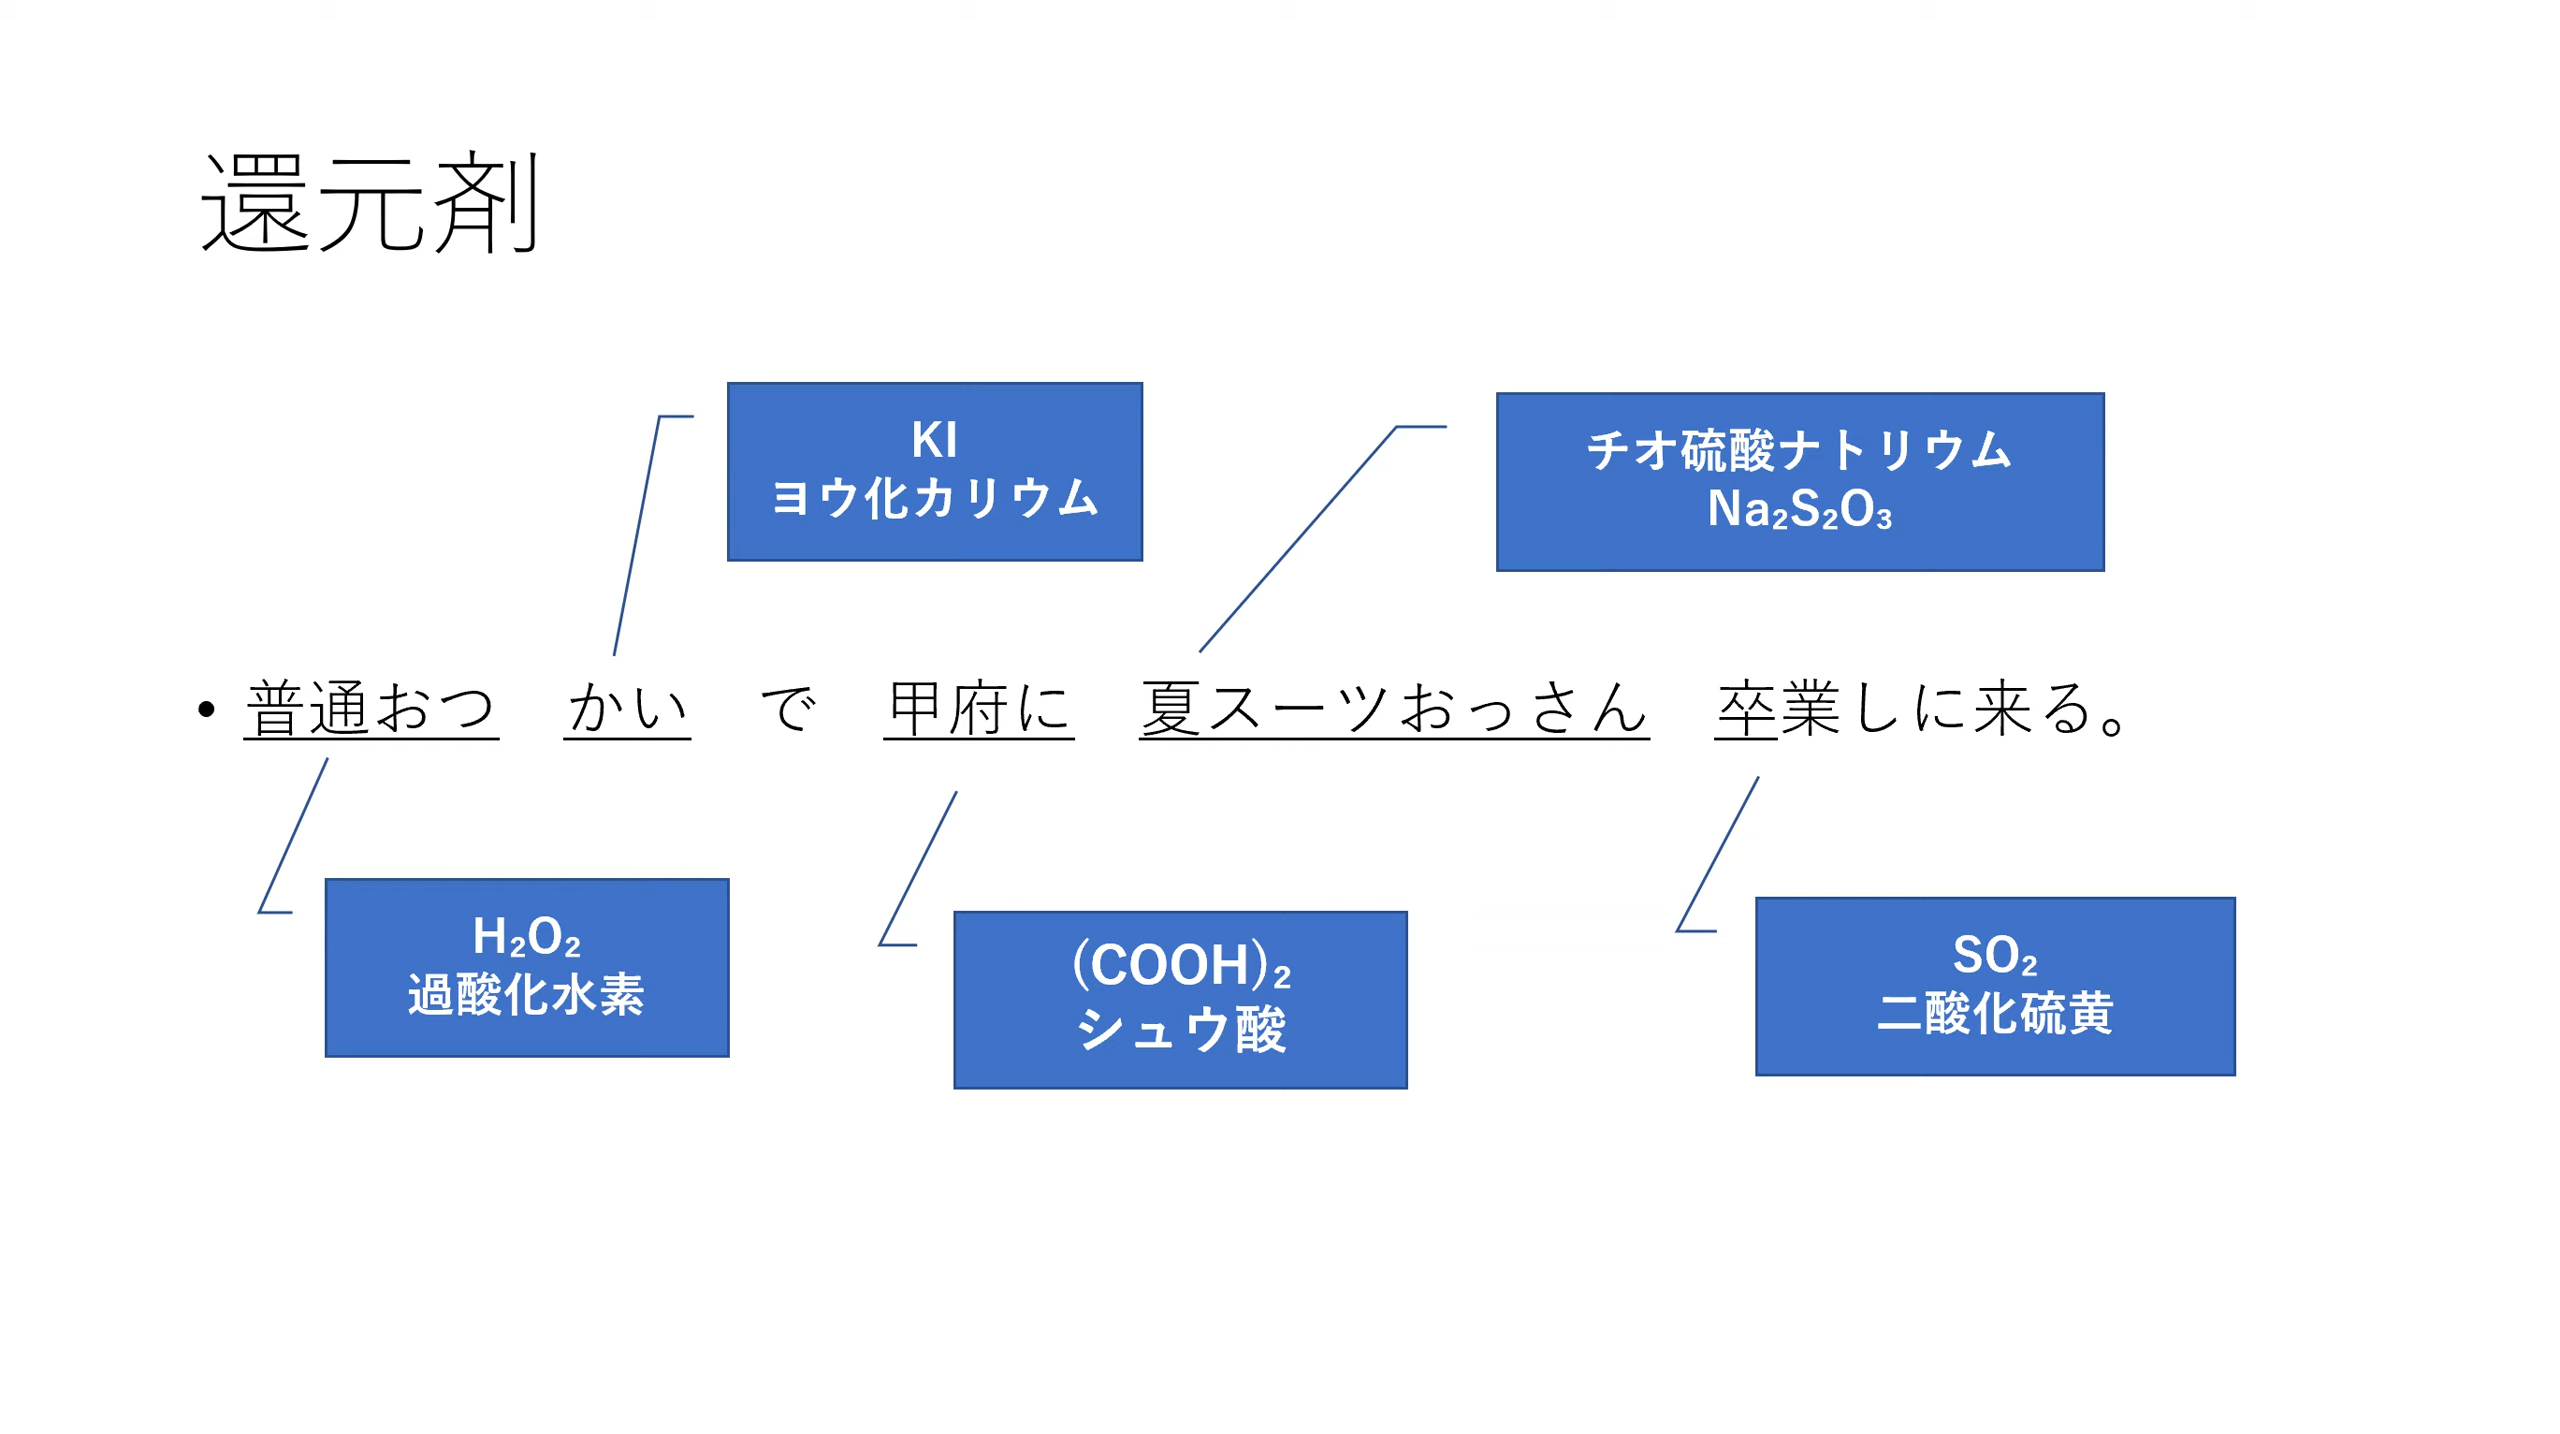 還元剤
KI
ヨウ化カリウム
チオ硫酸ナトリウム
Na₂S₂O₃
• 普通おつ　かい　で　甲府に　夏スーツおっさん　卒業しに来る。
H₂O₂
過酸化水素
(COOH)₂
シュウ酸
SO₂
二酸化硫黄